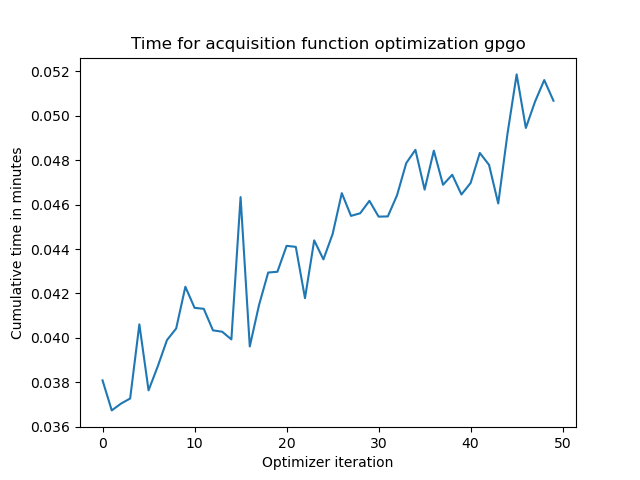 Time for acquisition function optimization gpgo
0.052
0.050
0.048
0.046
0.044
0.042
0.040
0.038
0.036
Cumulative time in minutes
0 10 20 30 40 50
Optimizer iteration